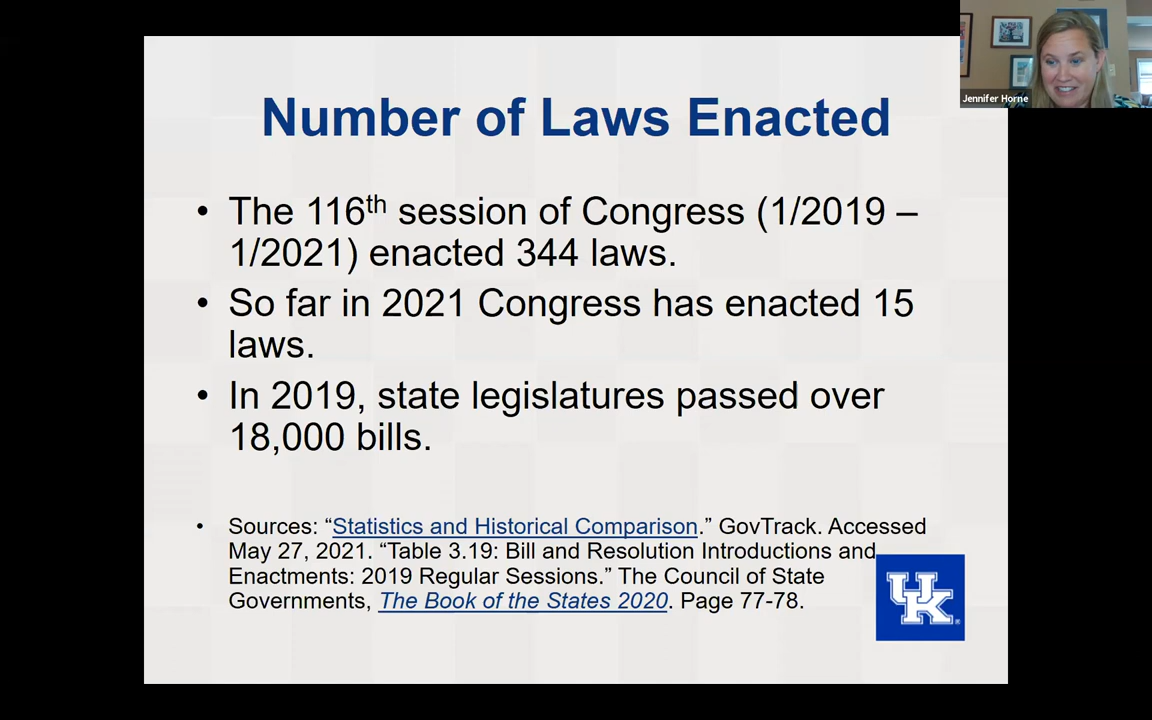 Jennifer Horne
Number of Laws Enacted
• The 116th session of Congress (1/2019 –
1/2021) enacted 344 laws.
• So far in 2021 Congress has enacted 15
laws.
• In 2019, state legislatures passed over
18,000 bills.
• Sources: “Statistics and Historical Comparison.” GovTrack. Accessed
May 27, 2021. “Table 3.19: Bill and Resolution Introductions and
Enactments: 2019 Regular Sessions.” The Council of State
Governments, The Book of the States 2020. Page 77-78.
UK